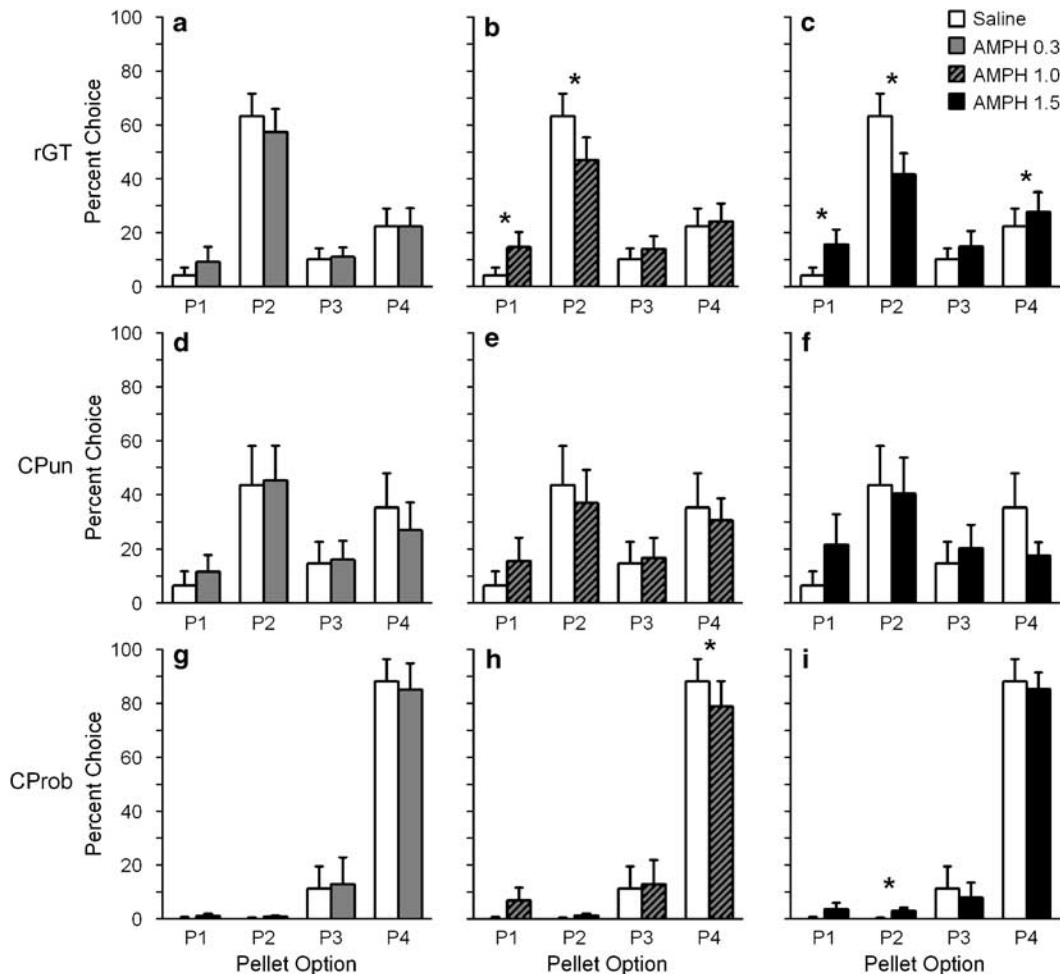 a
b
c
Saline
AMPH 0.3
AMPH 1.0
AMPH 1.5
rGT
Percent Choice
100
80
60
40
20
0
*
*
*
*
*
P1 P2 P3 P4
P1 P2 P3 P4
P1 P2 P3 P4
d
e
f
CPun
Percent Choice
100
80
60
40
20
0
P1 P2 P3 P4
P1 P2 P3 P4
P1 P2 P3 P4
g
h
i
CProb
Percent Choice
100
80
60
40
20
0
*
*
P1 P2 P3 P4
P1 P2 P3 P4
P1 P2 P3 P4
Pellet Option
Pellet Option
Pellet Option